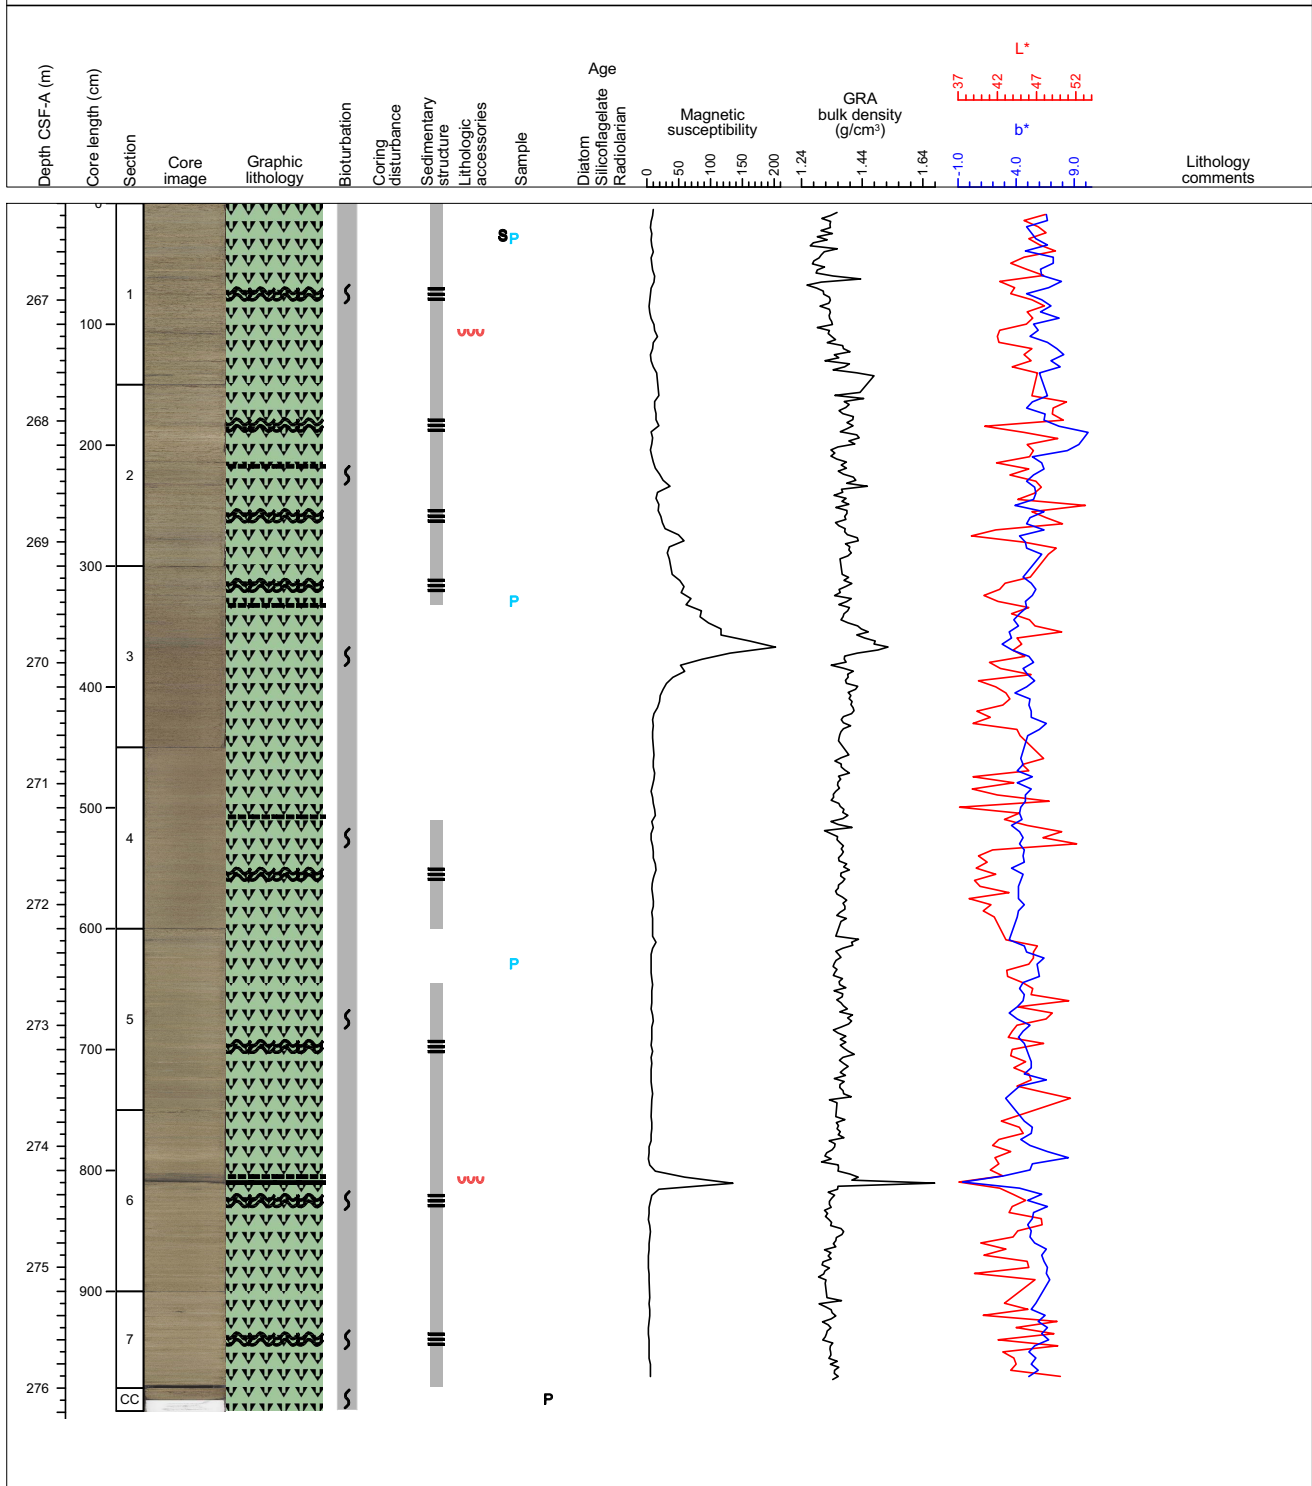 Depth CSF-A (m)
Core length (cm)
Section
Core
image
Graphic
lithology
Bioturbation
Coring
disturbance
Sedimentary
structure
Lithologic
accessories
Sample
Age
Diatom
Silicoflagelate
Radiolarian
Magnetic
susceptibility
0 50 100 150 200
GRA
bulk density
(g/cm³)
1.24 1.44 1.64
L*
37 42 47 52
b*
-1.0 4.0 9.0
Lithology
comments
0
S P
1
267
100
268
200
2
269
300
P
3
270
400
271
500
4
272
600
P
5
273
700
274
800
6
275
900
7
276
CC
P